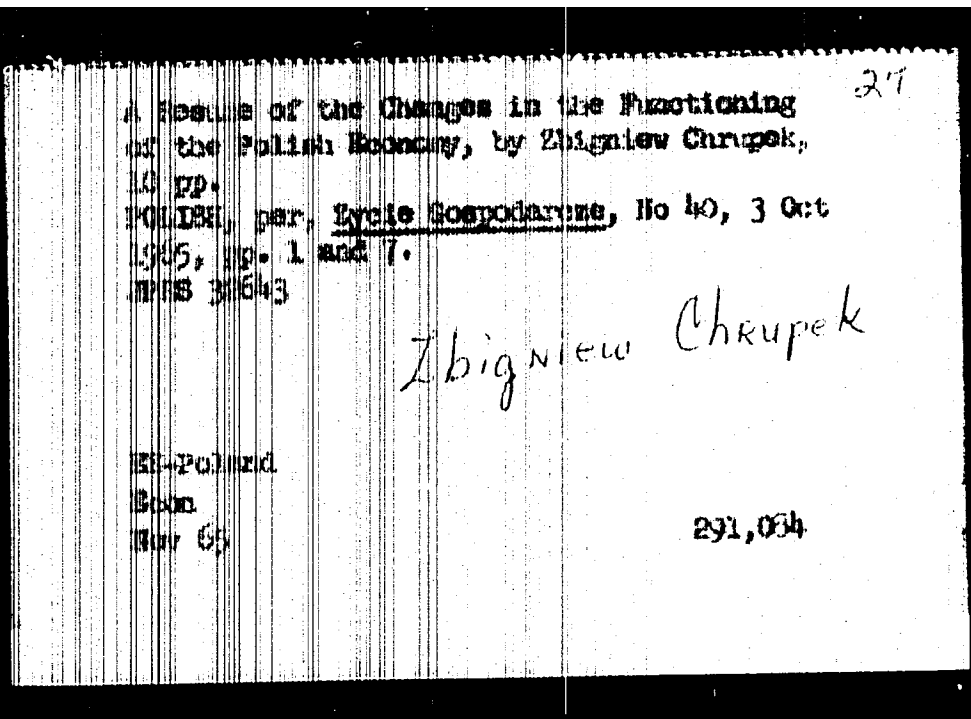 27
A Resume of the Changes in the Functioning
of the Polish Economy, by Zbigniew Chrupek,
10 pp.
POLISH, per, Zycie Gospodarcze, No 40, 3 Oct
1965, pp. 1 and 7.
JPRS
Zbigniew Chrupek
EE-Poland
Econ
Nov 65
291,064